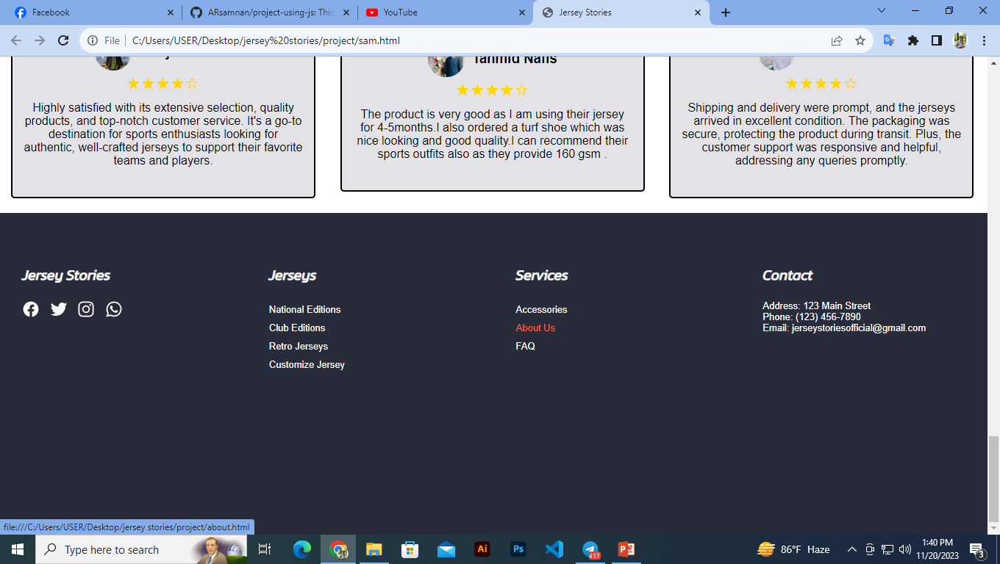 Facebook
ARsamnan/project-using-js: This
YouTube
Jersey Stories
File
C:/Users/USER/Desktop/jersey%20stories/project/sam.html
Tahmid Nafis
★★★★☆
★★★★☆
★★★★☆
Highly satisfied with its extensive selection, quality
products, and top-notch customer service. It's a go-to
destination for sports enthusiasts looking for
authentic, well-crafted jerseys to support their favorite
teams and players.
The product is very good as I am using their jersey
for 4-5months.I also ordered a turf shoe which was
nice looking and good quality.I can recommend their
sports outfits also as they provide 160 gsm .
Shipping and delivery were prompt, and the jerseys
arrived in excellent condition. The packaging was
secure, protecting the product during transit. Plus, the
customer support was responsive and helpful,
addressing any queries promptly.
Jersey Stories
Jerseys
National Editions
Club Editions
Retro Jerseys
Customize Jersey
Services
Accessories
About Us
FAQ
Contact
Address: 123 Main Street
Phone: (123) 456-7890
Email: jerseystoriesofficial@gmail.com
file:///C:/Users/USER/Desktop/jersey stories/project/about.html
Type here to search
Ai
Ps
457
86°F Haze
1:40 PM
11/20/2023
3